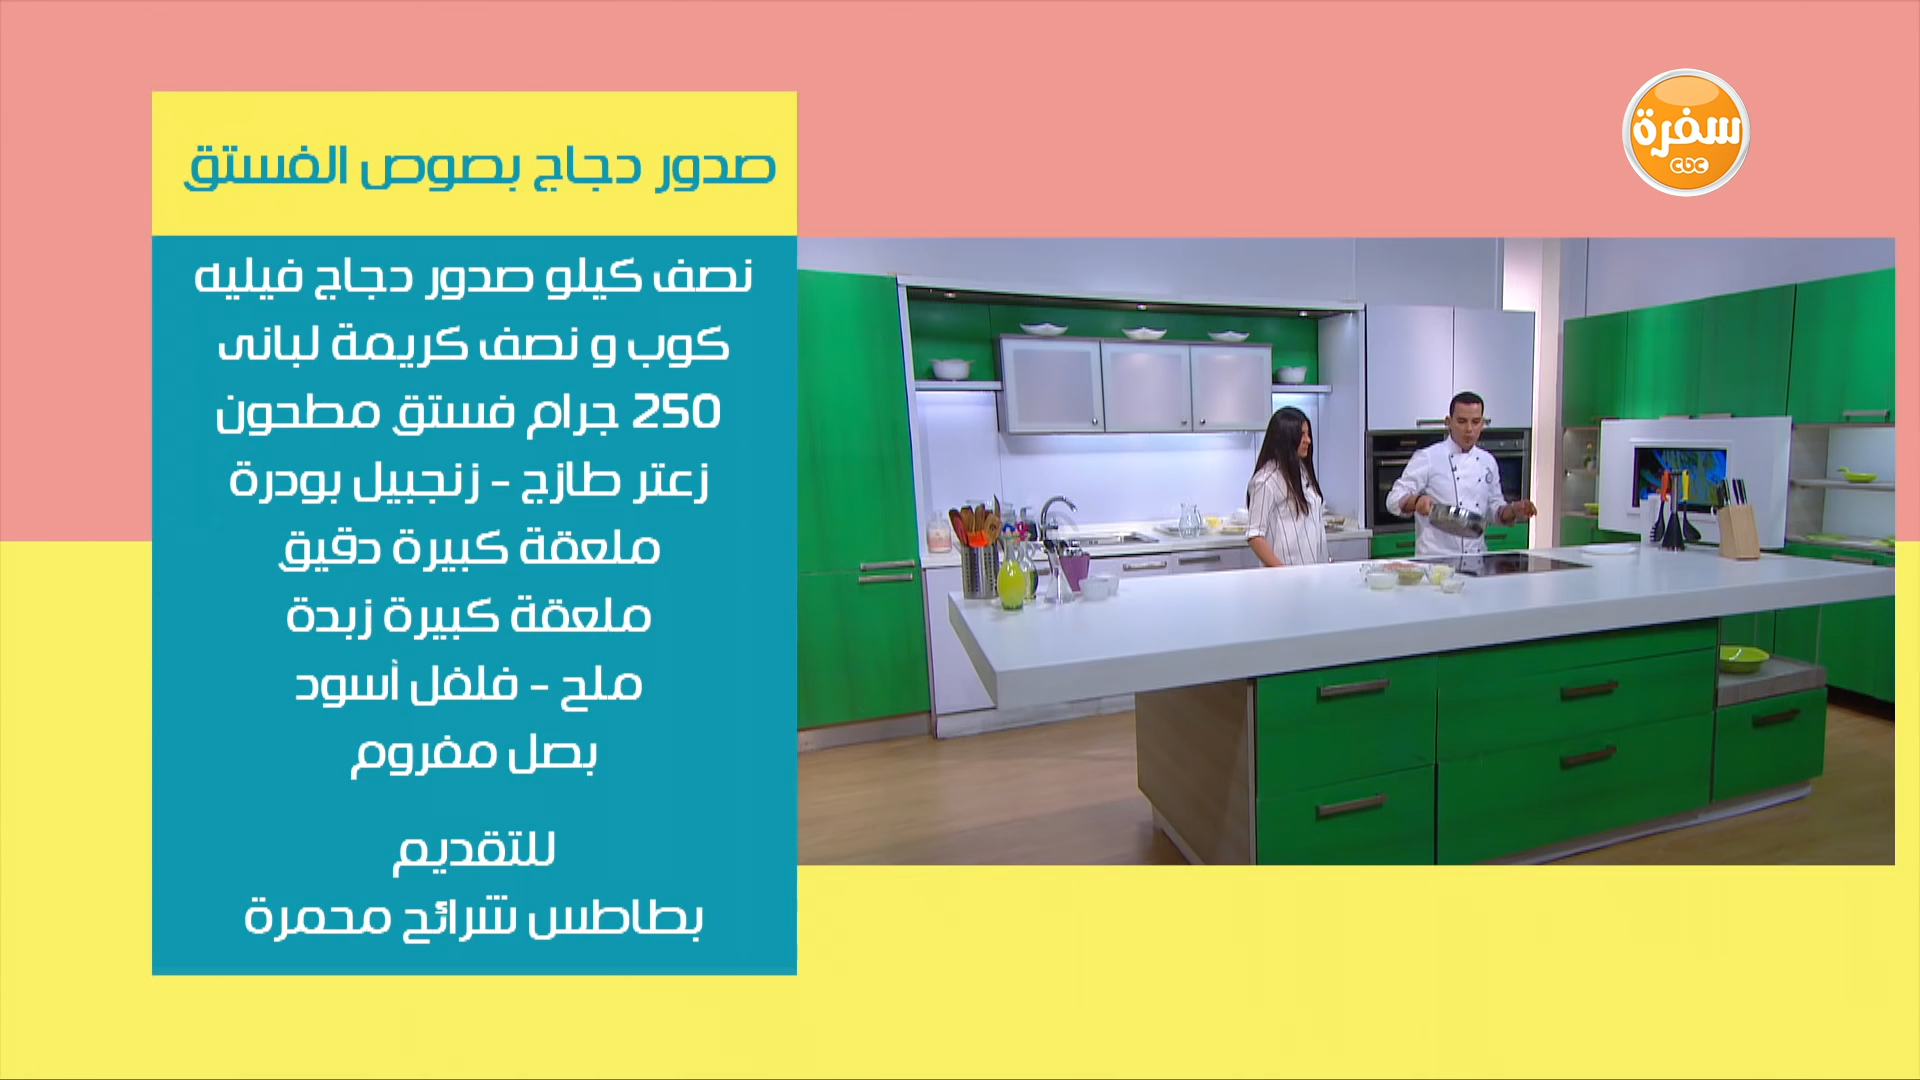 صدور دجاج بصوص الفستق
نصف كيلو صدور دجاج فيليه
كوب و نصف كريمة لبانى
250 جرام فستق مطحون
زعتر طازج - زنجبيل بودرة
ملعقة كبيرة دقيق
ملعقة كبيرة زبدة
ملح - فلفل أسود
بصل مفروم
للتقديم
بطاطس شرائح محمرة
سفرة
cbc